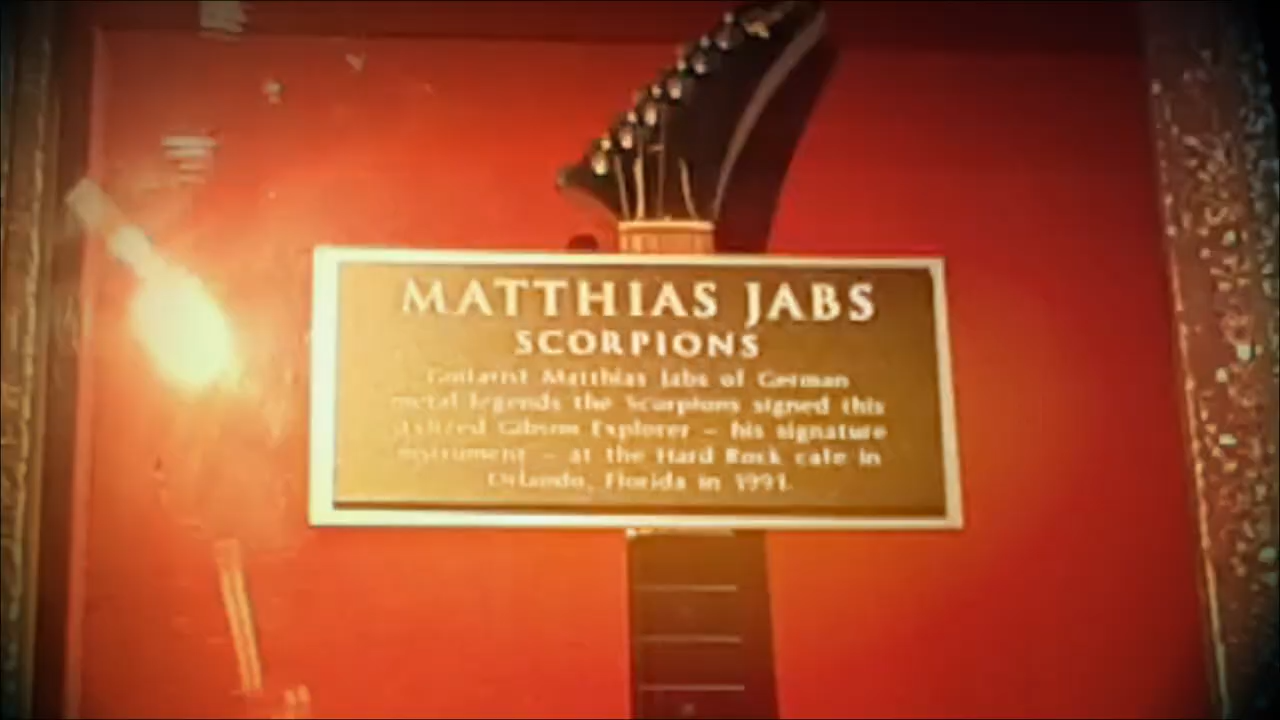 MATTHIAS JABS
SCORPIONS
Guitarist Matthias Jabs of German
metal legends the Scorpions signed this
Gibson Explorer – his signature
instrument – at the Hard Rock cafe in
Orlando, Florida in 1991.